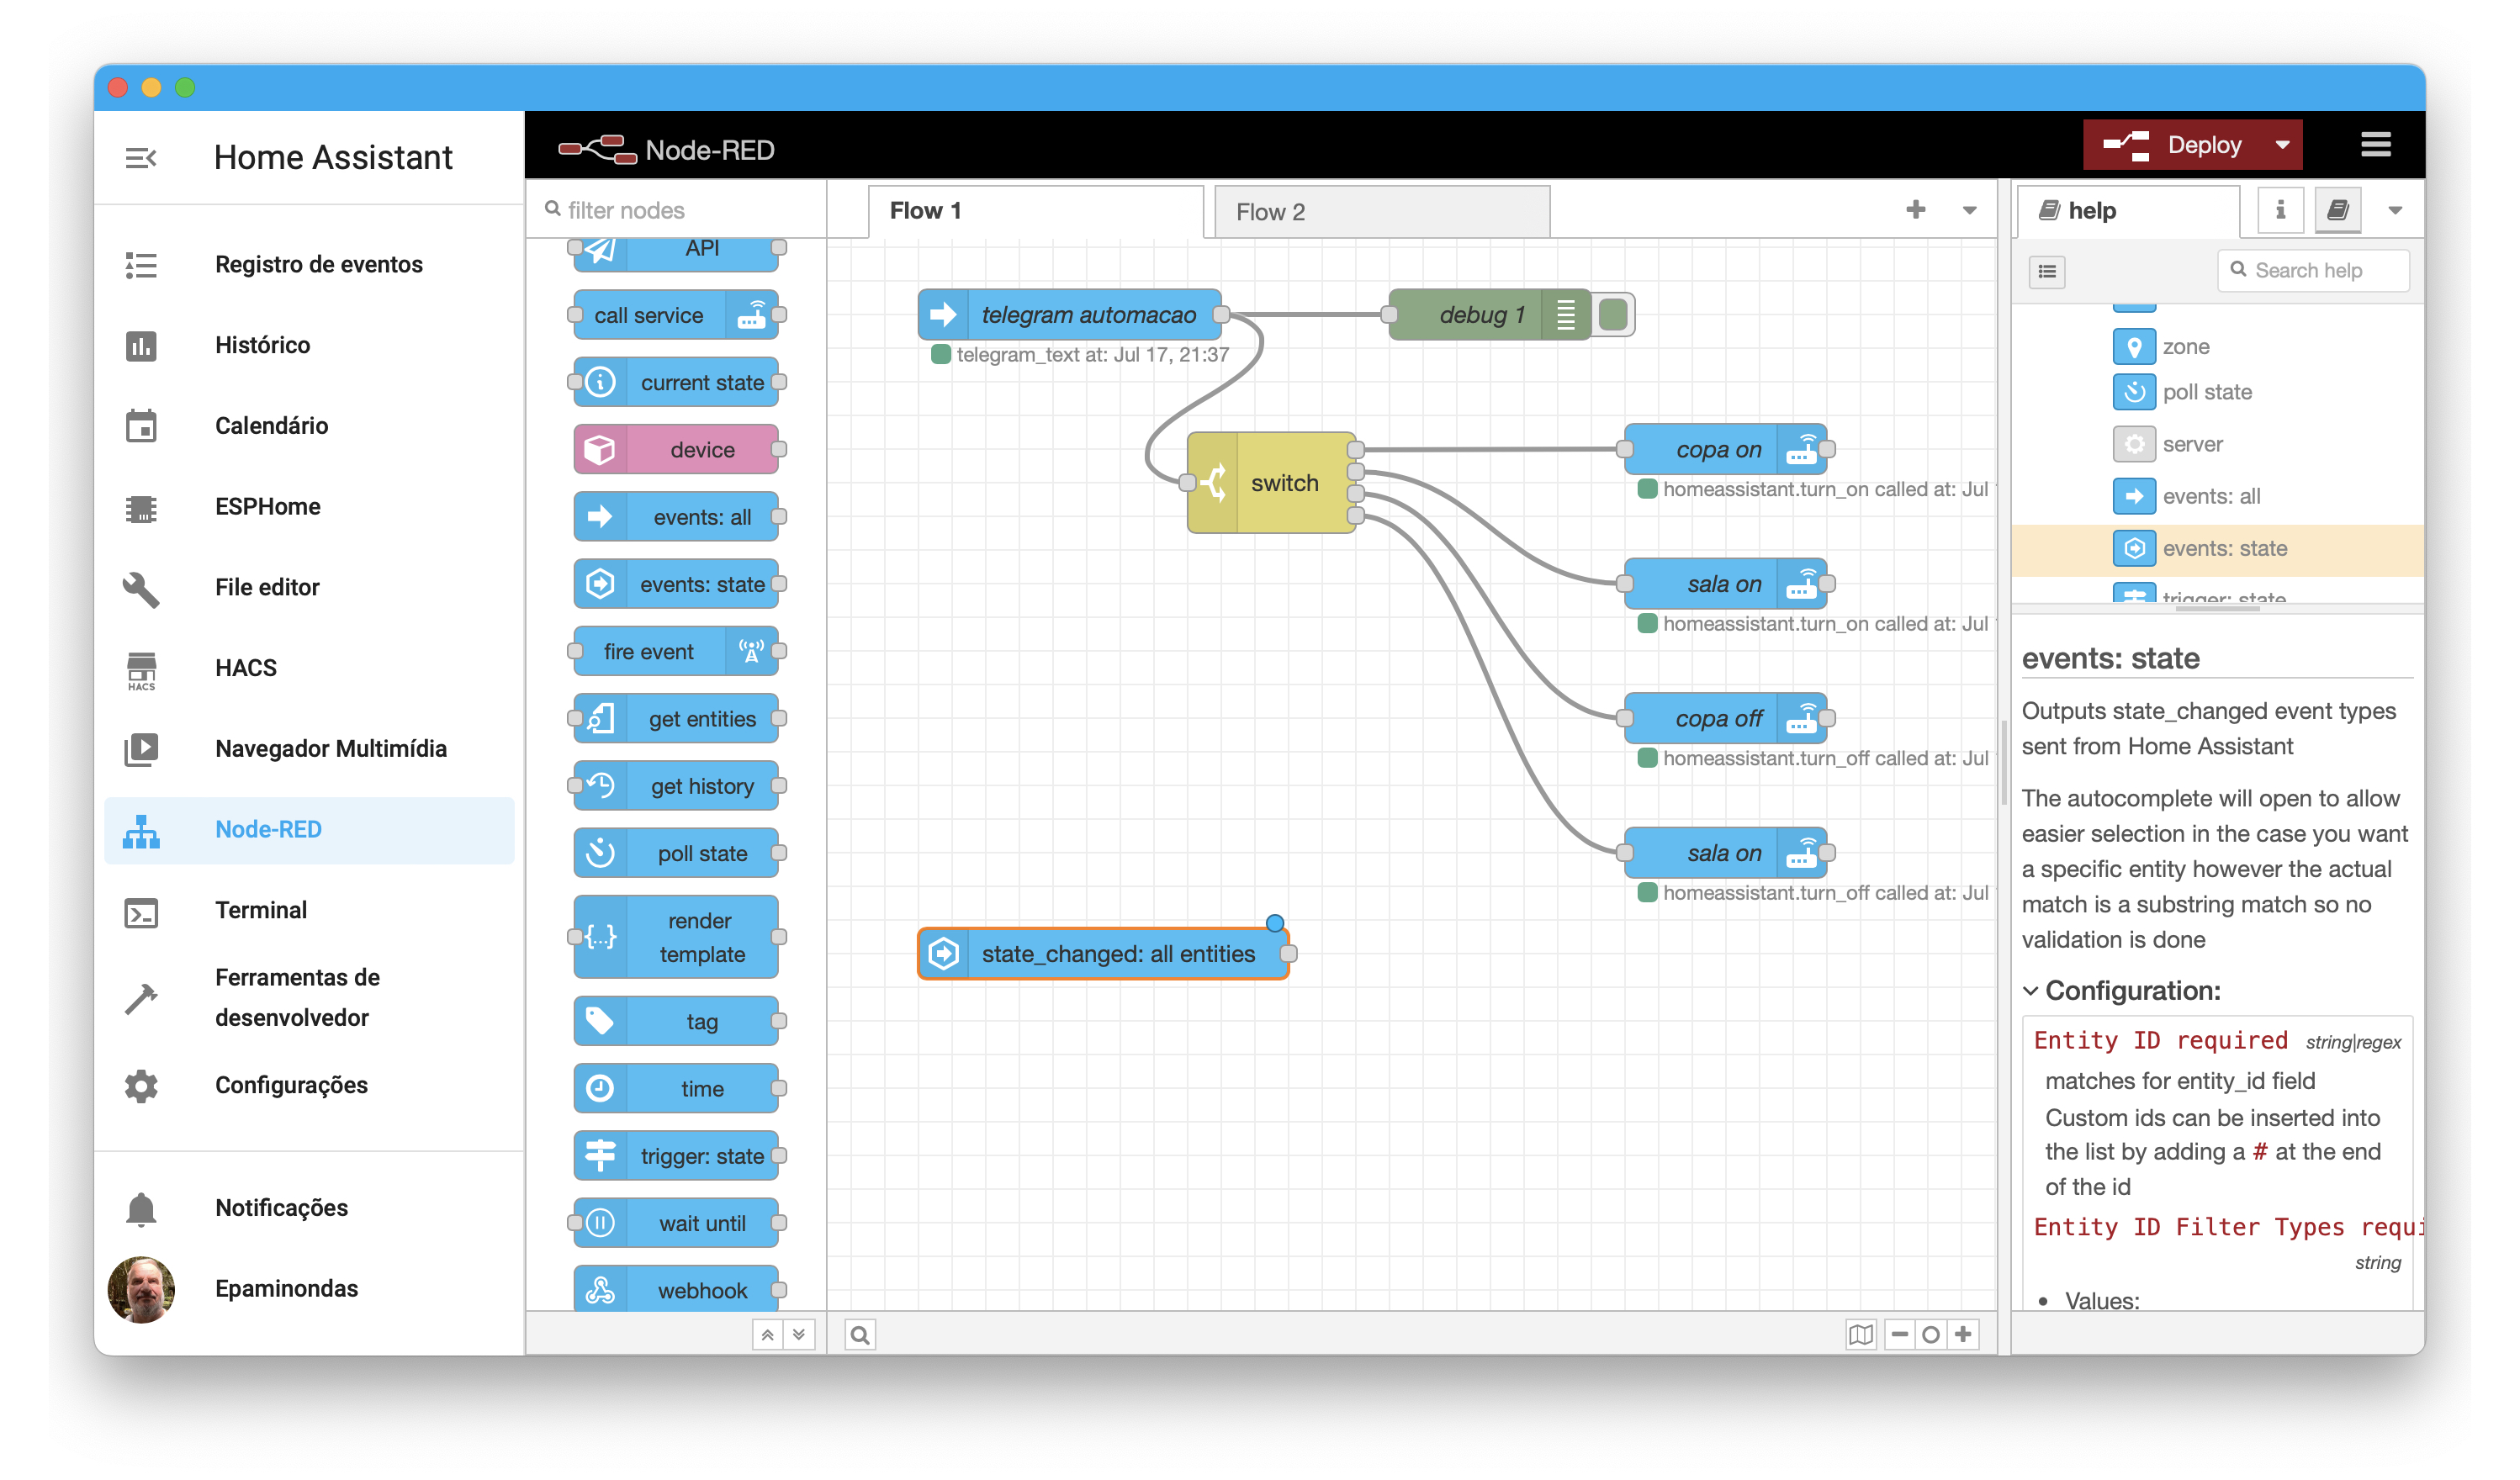 Home Assistant
Registro de eventos
Histórico
Calendário
ESPHome
File editor
HACS
HACS
Navegador Multimídia
Node-RED
Terminal
Ferramentas de
desenvolvedor
Configurações
Notificações
Epaminondas
Node-RED
Deploy
filter nodes
API
call service
current state
device
events: all
events: state
fire event
get entities
get history
poll state
render
template
tag
time
trigger: state
wait until
webhook
Flow 1
Flow 2
telegram automacao
telegram_text at: Jul 17, 21:37
debug 1
switch
copa on
homeassistant.turn_on called at: Jul
sala on
homeassistant.turn_on called at: Jul
copa off
homeassistant.turn_off called at: Jul
sala on
homeassistant.turn_off called at: Jul
state_changed: all entities
help
Search help
zone
poll state
server
events: all
events: state
trigger: state
events: state
Outputs state_changed event types
sent from Home Assistant
The autocomplete will open to allow
easier selection in the case you want
a specific entity however the actual
match is a substring match so no
validation is done
Configuration:
Entity ID required string|regex
matches for entity_id field
Custom ids can be inserted into
the list by adding a # at the end
of the id
Entity ID Filter Types requi
string
• Values: